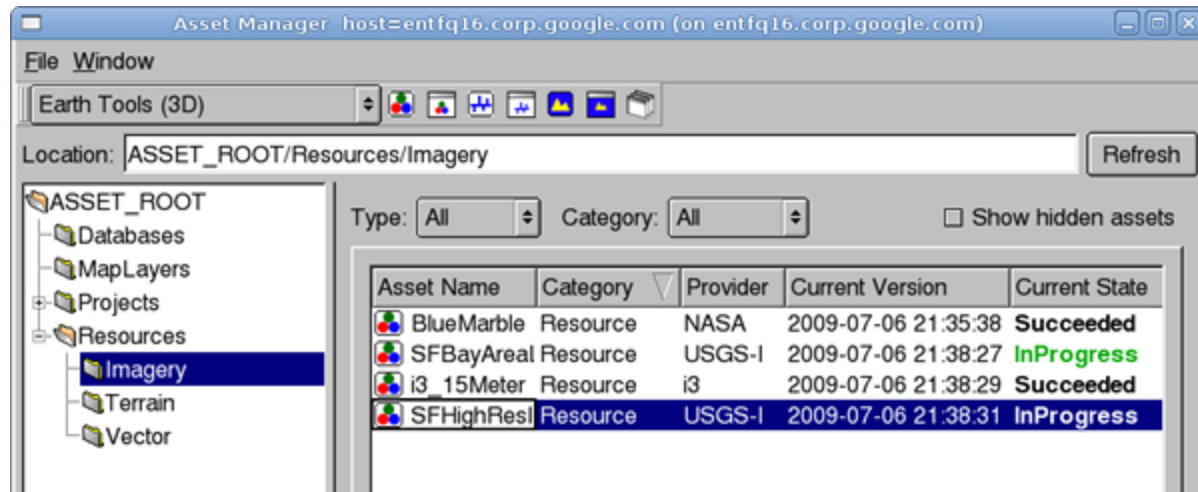 Asset Manager host=entfq16.corp.google.com (on entfq16.corp.google.com)
File Window
Earth Tools (3D)
Location: ASSET_ROOT/Resources/Imagery Refresh
ASSET_ROOT
Databases
MapLayers
Projects
Resources
Imagery
Terrain
Vector
Type: All Category: All Show hidden assets
Asset Name Category Provider Current Version Current State
BlueMarble Resource NASA 2009-07-06 21:35:38 Succeeded
SFBayAreaI Resource USGS-I 2009-07-06 21:38:27 InProgress
i3_15Meter Resource i3 2009-07-06 21:38:29 Succeeded
SFHighResI Resource USGS-I 2009-07-06 21:38:31 InProgress